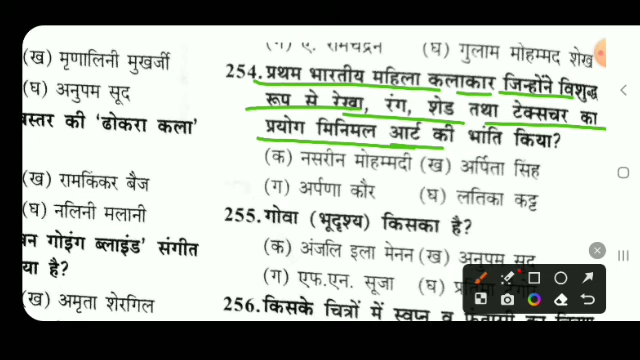 (ख) मृणालिनी मुखर्जी
(घ) अनुपम सूद
बस्तर की 'ढोकरा कला'
(ख) रामकिंकर बैज
(घ) नलिनी मलानी
गोइंग ब्लाइंड' संगीत
या है?
(ख) अमृता शेरगिल
(ग) ए. रामचंद्रन (घ) गुलाम मोहम्मद शेख
254. प्रथम भारतीय महिला कलाकार जिन्होंने विशुद्ध
रूप से रेखा, रंग, शेड तथा टेक्सचर का
प्रयोग मिनिमल आर्ट की भांति किया?
(क) नसरीन मोहम्मदी (ख) अर्पिता सिंह
(ग) अर्पणा कौर (घ) लतिका कट्ट
255. गोवा (भूदृश्य) किसका है?
(क) अंजलि इला मेनन (ख) अनुपम सूद
(ग) एफ.एन. सूजा (घ)
256. किसके चित्रों में स्वप्न व